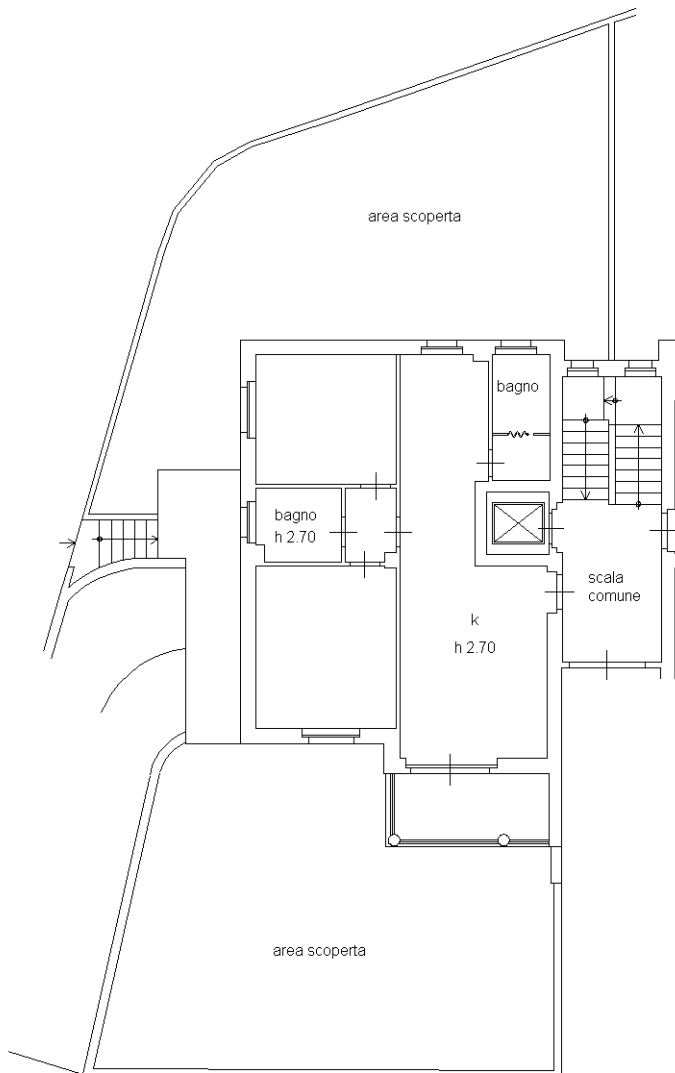 area scoperta
bagno
bagno
h 2.70
scala
comune
k
h 2.70
area scoperta